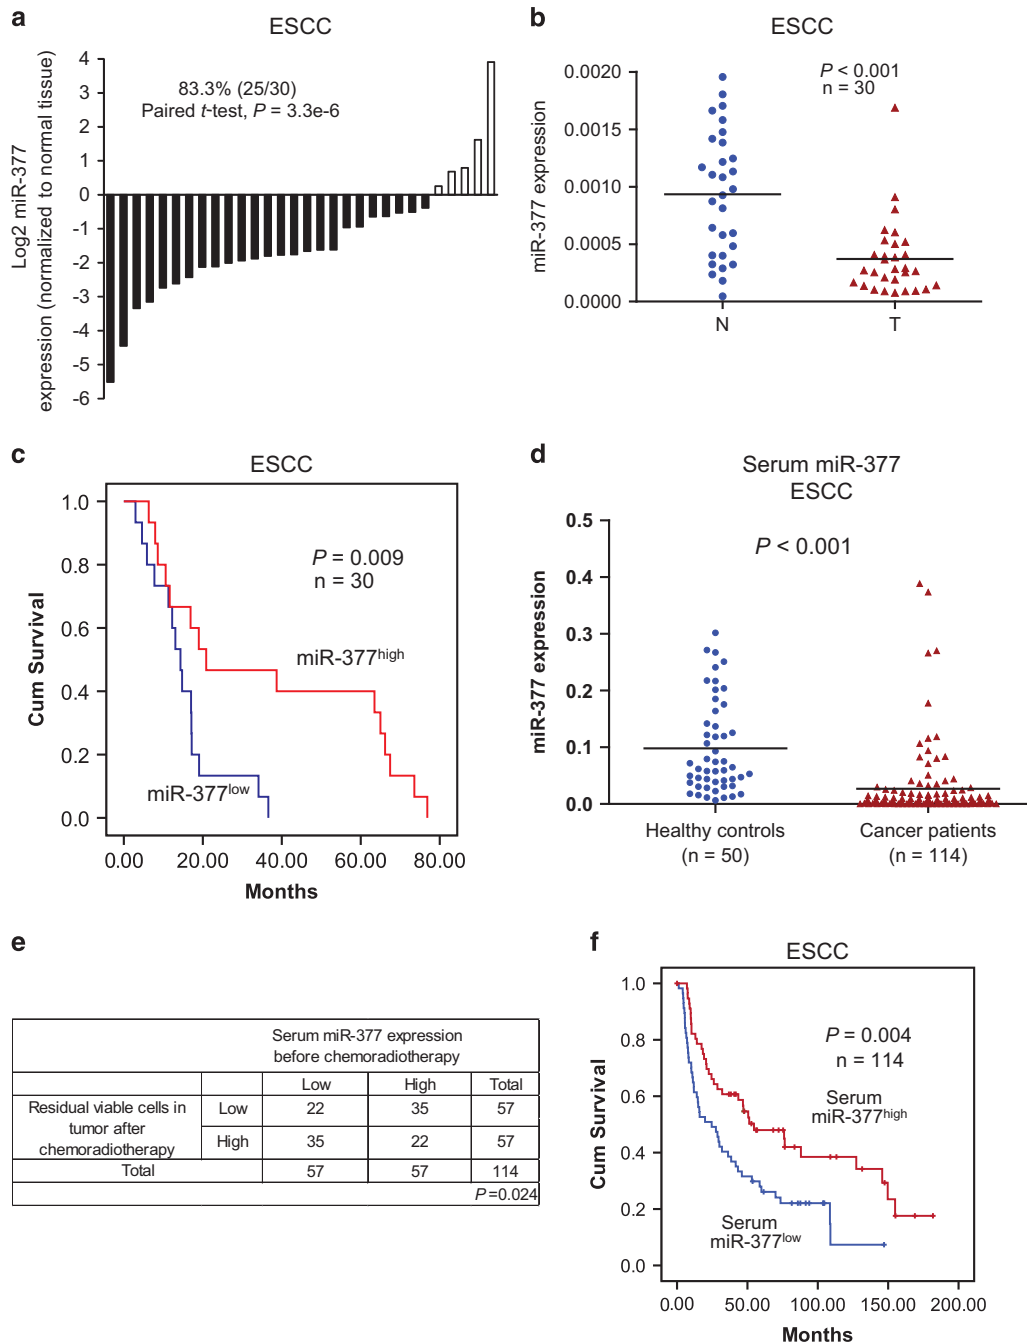 a
ESCC
Log2 miR-377
expression (normalized to normal tissue)
83.3% (25/30)
Paired t-test, P = 3.3e-6
4
3
2
1
0
-1
-2
-3
-4
-5
-6
b
ESCC
miR-377 expression
P < 0.001
n = 30
0.0020
0.0015
0.0010
0.0005
0.0000
N T
c
ESCC
Cum Survival
1.0
0.8
0.6
0.4
0.2
0.0
P = 0.009
n = 30
miR-377high
miR-377low
0.00 20.00 40.00 60.00 80.00
Months
d
Serum miR-377
ESCC
P < 0.001
miR-377 expression
0.5
0.4
0.3
0.2
0.1
0.0
Healthy controls
(n = 50)
Cancer patients
(n = 114)
e
Serum miR-377 expression
before chemoradiotherapy
Low High Total
Residual viable cells in
tumor after
chemoradiotherapy
Low 22 35 57
High 35 22 57
Total 57 57 114
P=0.024
f
ESCC
Cum Survival
1.0
0.8
0.6
0.4
0.2
0.0
P = 0.004
n = 114
Serum
miR-377high
Serum
miR-377low
0.00 50.00 100.00 150.00 200.00
Months